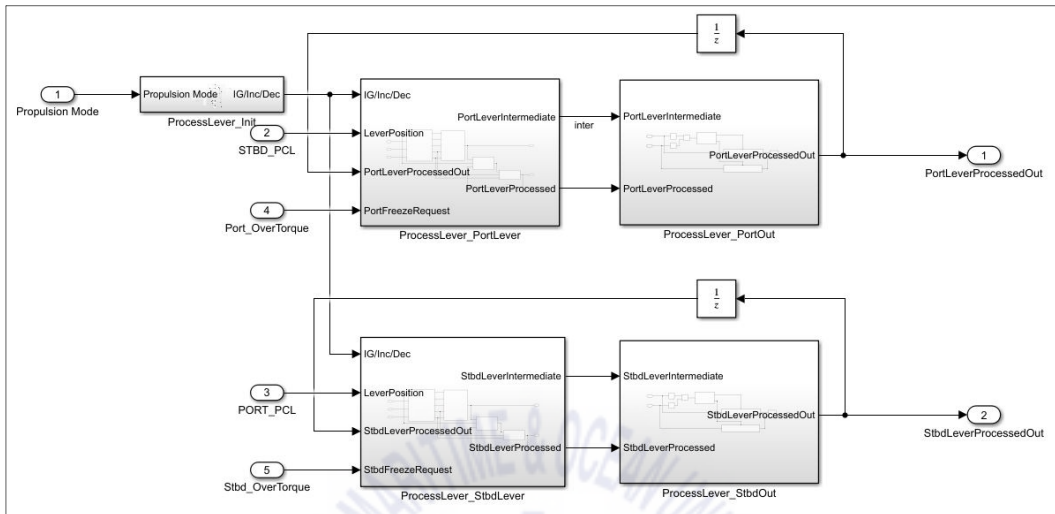 1
z
1
Propulsion Mode
Propulsion Mode
IG/Inc/Dec
ProcessLever_Init
2
STBD_PCL
4
Port_OverTorque
IG/Inc/Dec
LeverPosition
PortLeverProcessedOut
PortFreezeRequest
PortLeverIntermediate
PortLeverProcessed
ProcessLever_PortLever
inter
PortLeverIntermediate
PortLeverProcessed
PortLeverProcessedOut
ProcessLever_PortOut
1
PortLeverProcessedOut
1
z
3
PORT_PCL
5
Stbd_OverTorque
IG/Inc/Dec
LeverPosition
StbdLeverProcessedOut
StbdFreezeRequest
StbdLeverIntermediate
StbdLeverProcessed
ProcessLever_StbdLever
StbdLeverIntermediate
StbdLeverProcessed
StbdLeverProcessedOut
ProcessLever_StbdOut
2
StbdLeverProcessedOut
MARITIME & OCEAN